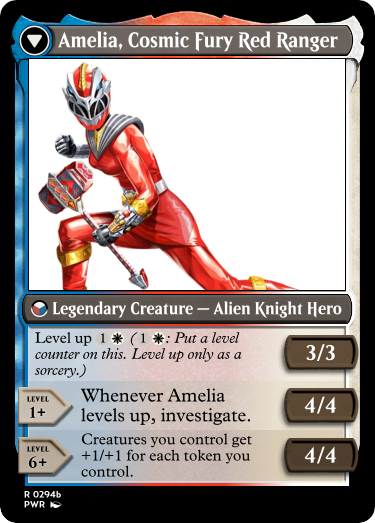 Amelia, Cosmic Fury Red Ranger
Legendary Creature — Alien Knight Hero
Level up 1 (1 : Put a level
counter on this. Level up only as a
sorcery.)
3/3
LEVEL
1+
Whenever Amelia
levels up, investigate.
4/4
LEVEL
6+
Creatures you control get
+1/+1 for each token you
control.
4/4
R 0294b
PWR